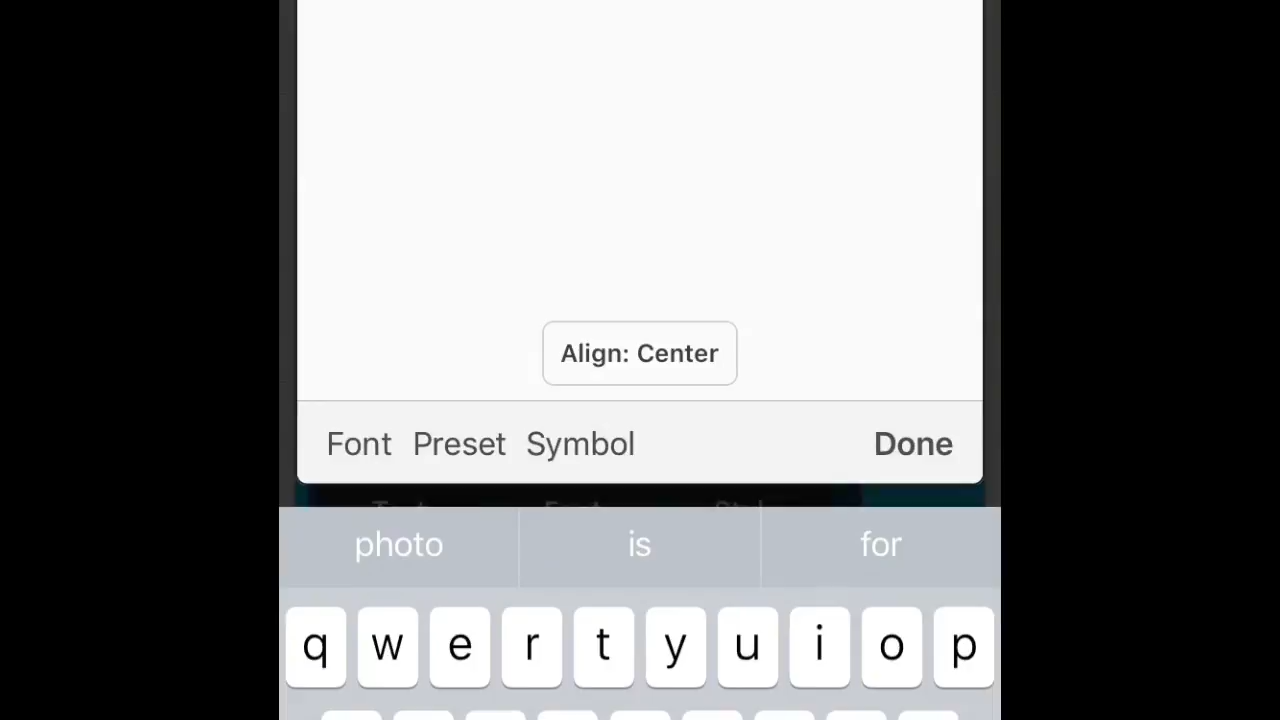 Align: Center
Font Preset Symbol Done
photo is for
q w e r t y u i o p